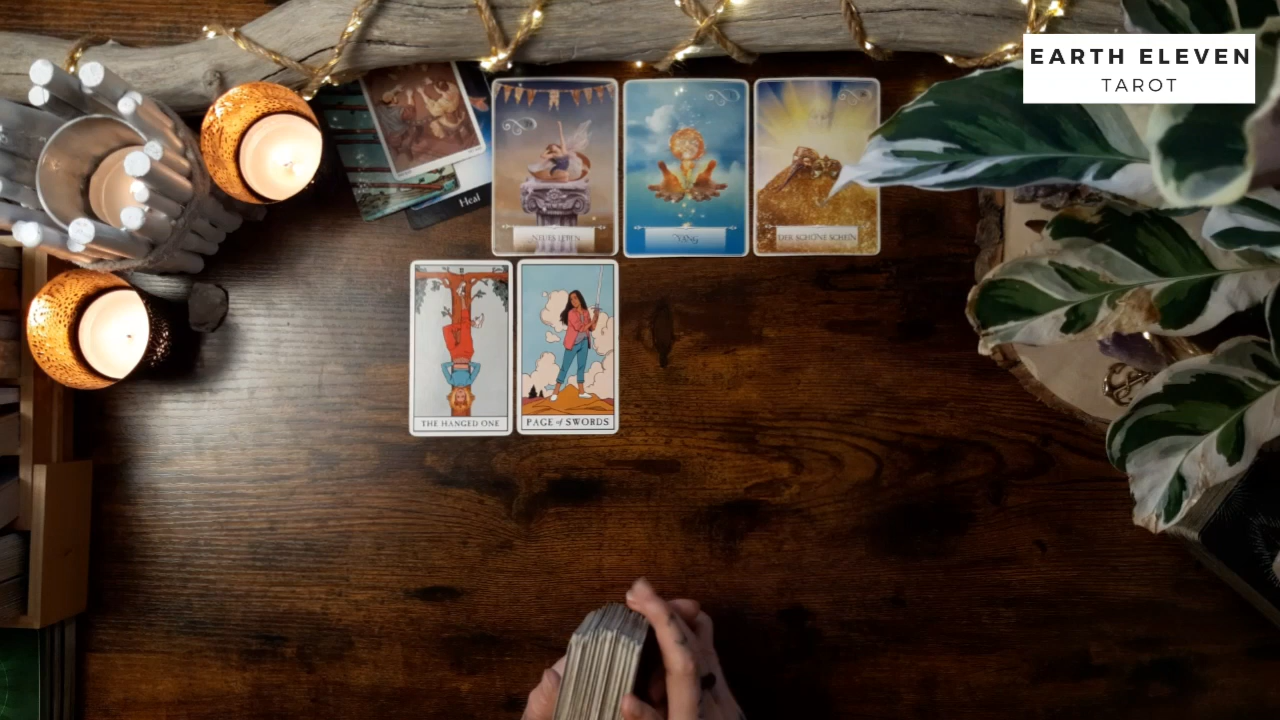 EARTH ELEVEN
TAROT
Heal
NEUES LEBEN
YANG
DER SCHÖNE SCHEIN
THE HANGED ONE
PAGE of SWORDS